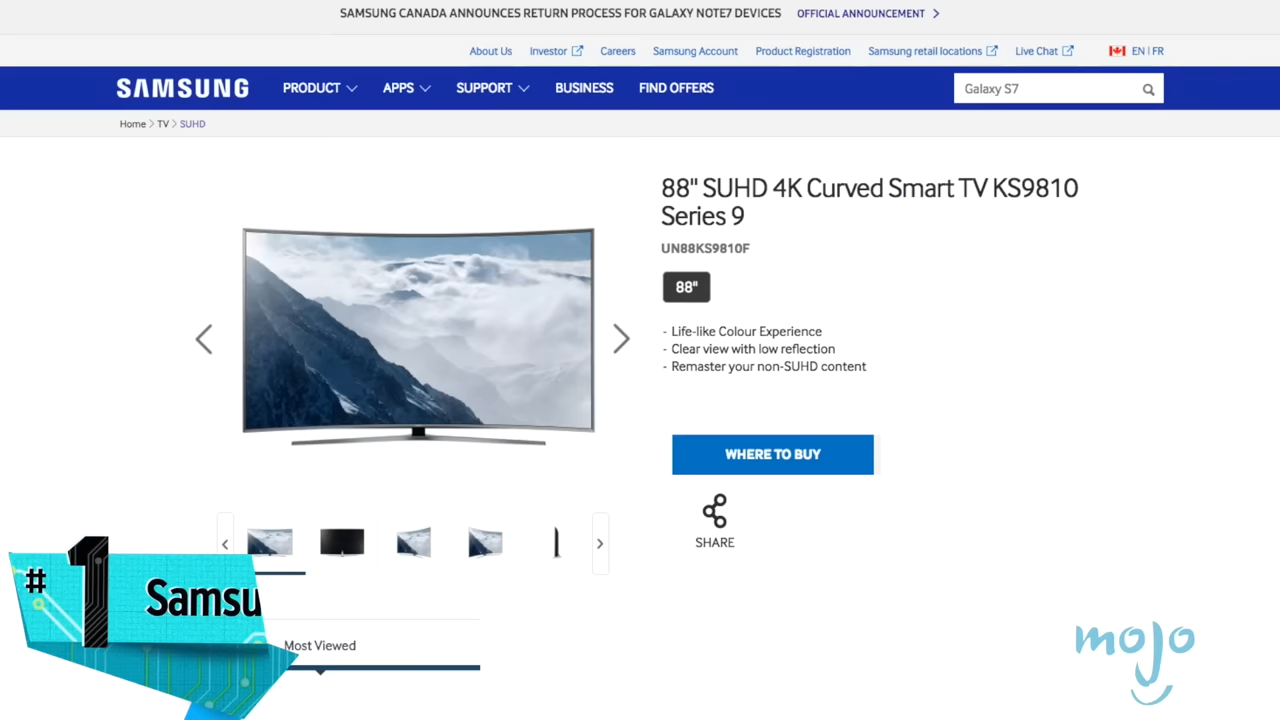 SAMSUNG CANADA ANNOUNCES RETURN PROCESS FOR GALAXY NOTE7 DEVICES OFFICIAL ANNOUNCEMENT
About Us Investor Careers Samsung Account Product Registration Samsung retail locations Live Chat EN | FR
SAMSUNG PRODUCT APPS SUPPORT BUSINESS FIND OFFERS Galaxy S7
Home > TV > SUHD
88" SUHD 4K Curved Smart TV KS9810
Series 9
UN88KS9810F
88"
- Life-like Colour Experience
- Clear view with low reflection
- Remaster your non-SUHD content
WHERE TO BUY
SHARE
#1 Samsu
Most Viewed
mojo